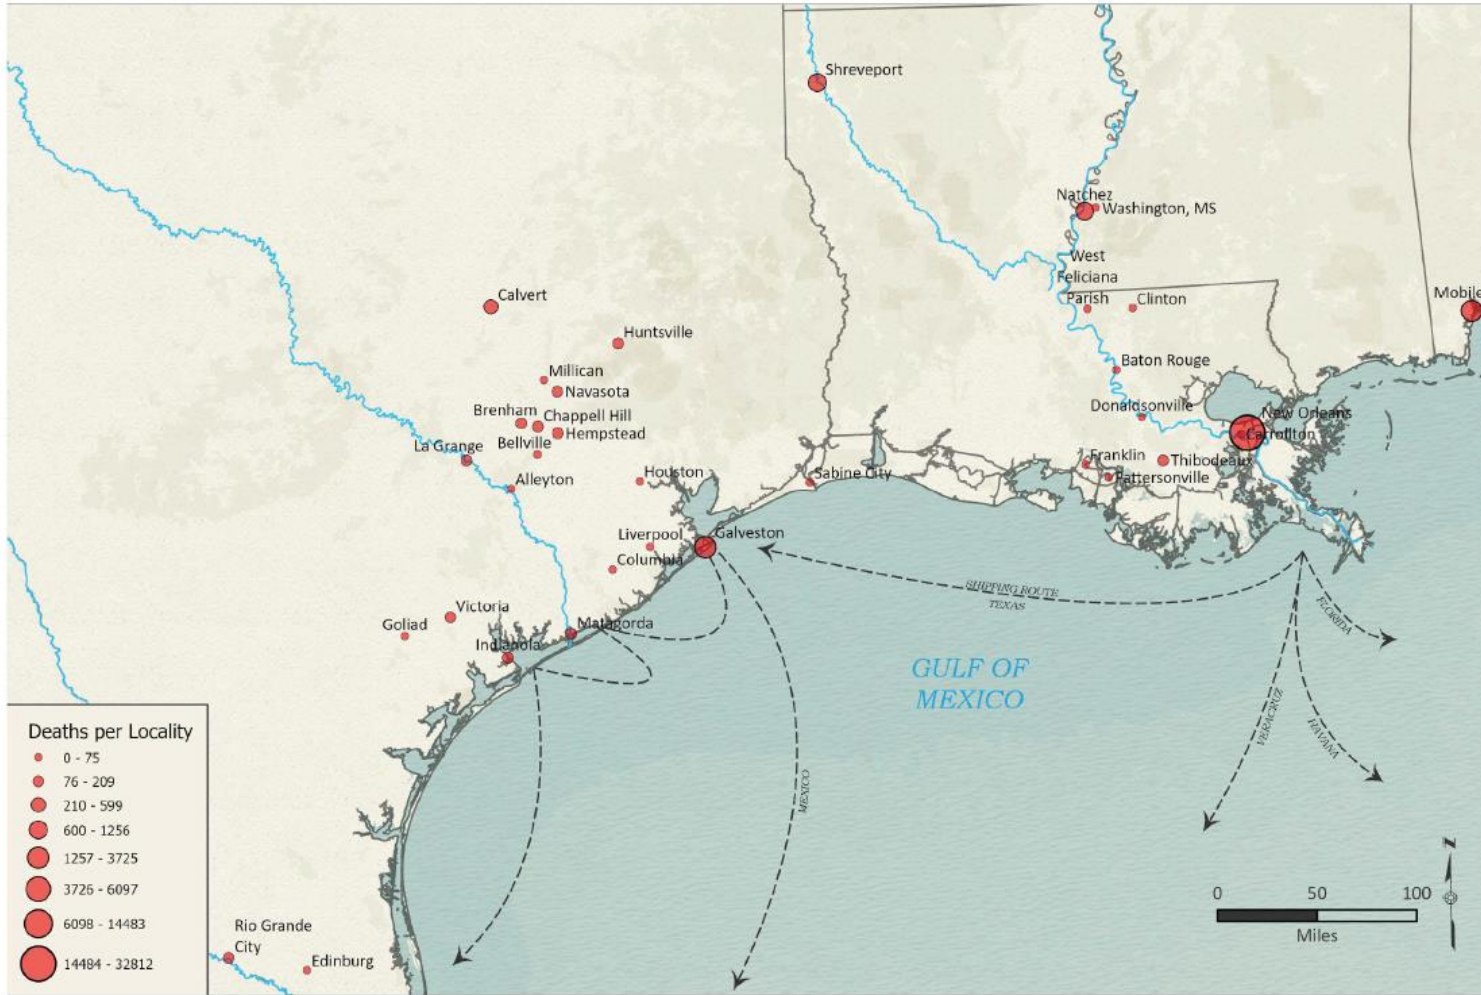 Shreveport
Natchez
Washington, MS
West
Feliciana
Parish
Clinton
Calvert
Mobile
Huntsville
Baton Rouge
Millican
Navasota
Donaldsonville
Brenham
Chappell Hill
New Orleans
Hempstead
Carrollton
Bellville
La Grange
Franklin
Thibodeaux
Houston
Sabine City
Pattersonville
Alleyton
Liverpool
Galveston
Columbia
SHIPPING ROUTE
TEXAS
FLORIDA
Victoria
Goliad
Matagorda
Indianola
GULF OF
MEXICO
VERACRUZ
HAVANA
MEXICO
Deaths per Locality
0 - 75
76 - 209
210 - 599
600 - 1256
1257 - 3725
3726 - 6097
6098 - 14483
14484 - 32812
Rio Grande
City
Edinburg
N
0 50 100
Miles